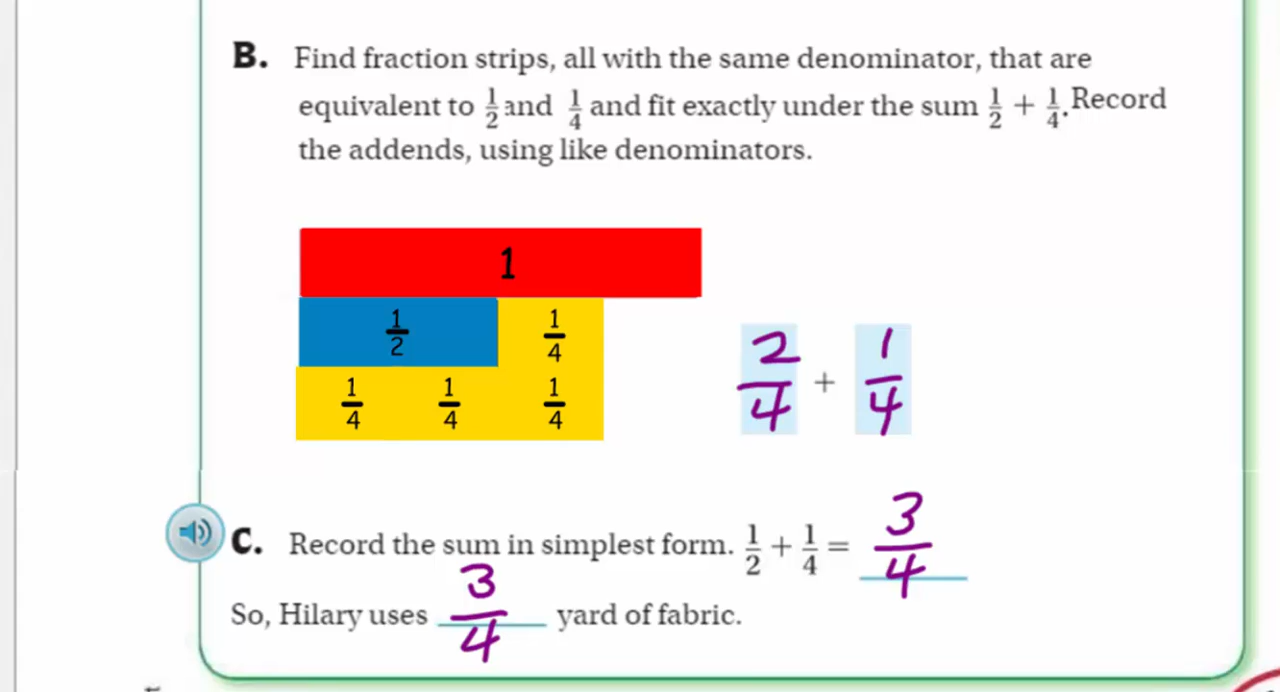 B. Find fraction strips, all with the same denominator, that are
equivalent to 1/2 and 1/4 and fit exactly under the sum 1/2 + 1/4. Record
the addends, using like denominators.
1
1/2 1/4
1/4 1/4 1/4
2/4 + 1/4
C. Record the sum in simplest form. 1/2 + 1/4 = 3/4
So, Hilary uses 3/4 yard of fabric.